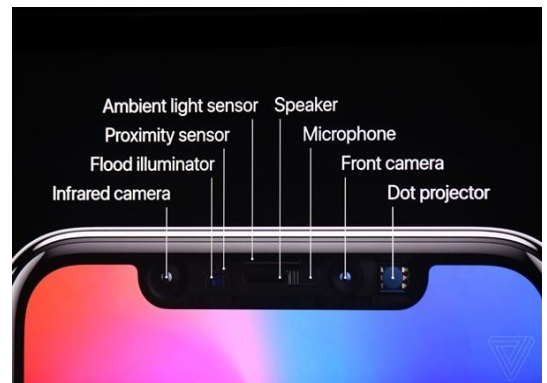 Ambient light sensor Speaker
Proximity sensor Microphone
Flood illuminator Front camera
Infrared camera Dot projector